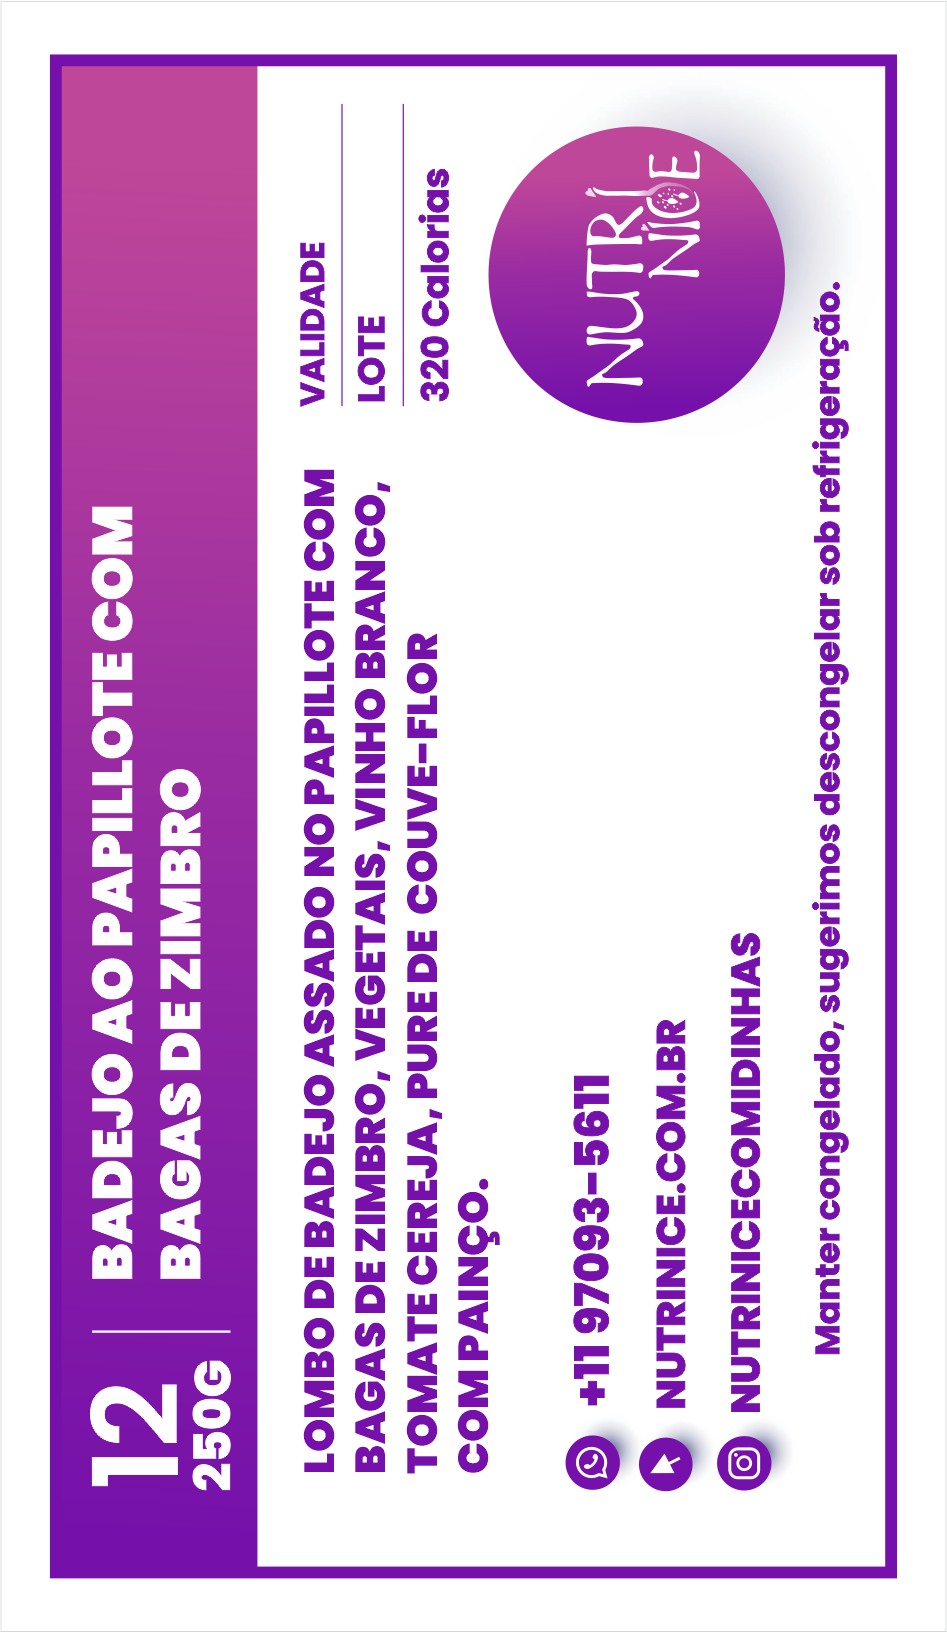 12
250G
BADEJO AO PAPILLOTE COM
BAGAS DE ZIMBRO
LOMBO DE BADEJO ASSADO NO PAPILLOTE COM
BAGAS DE ZIMBRO, VEGETAIS, VINHO BRANCO,
TOMATE CEREJA, PURE DE COUVE-FLOR
COM PAINÇO.
VALIDADE
LOTE
320 Calorias
NUTRÍ
NÍCE
+11 97093-5611
NUTRINICE.COM.BR
NUTRINICECOMIDINHAS
Manter congelado, sugerimos descongelar sob refrigeração.